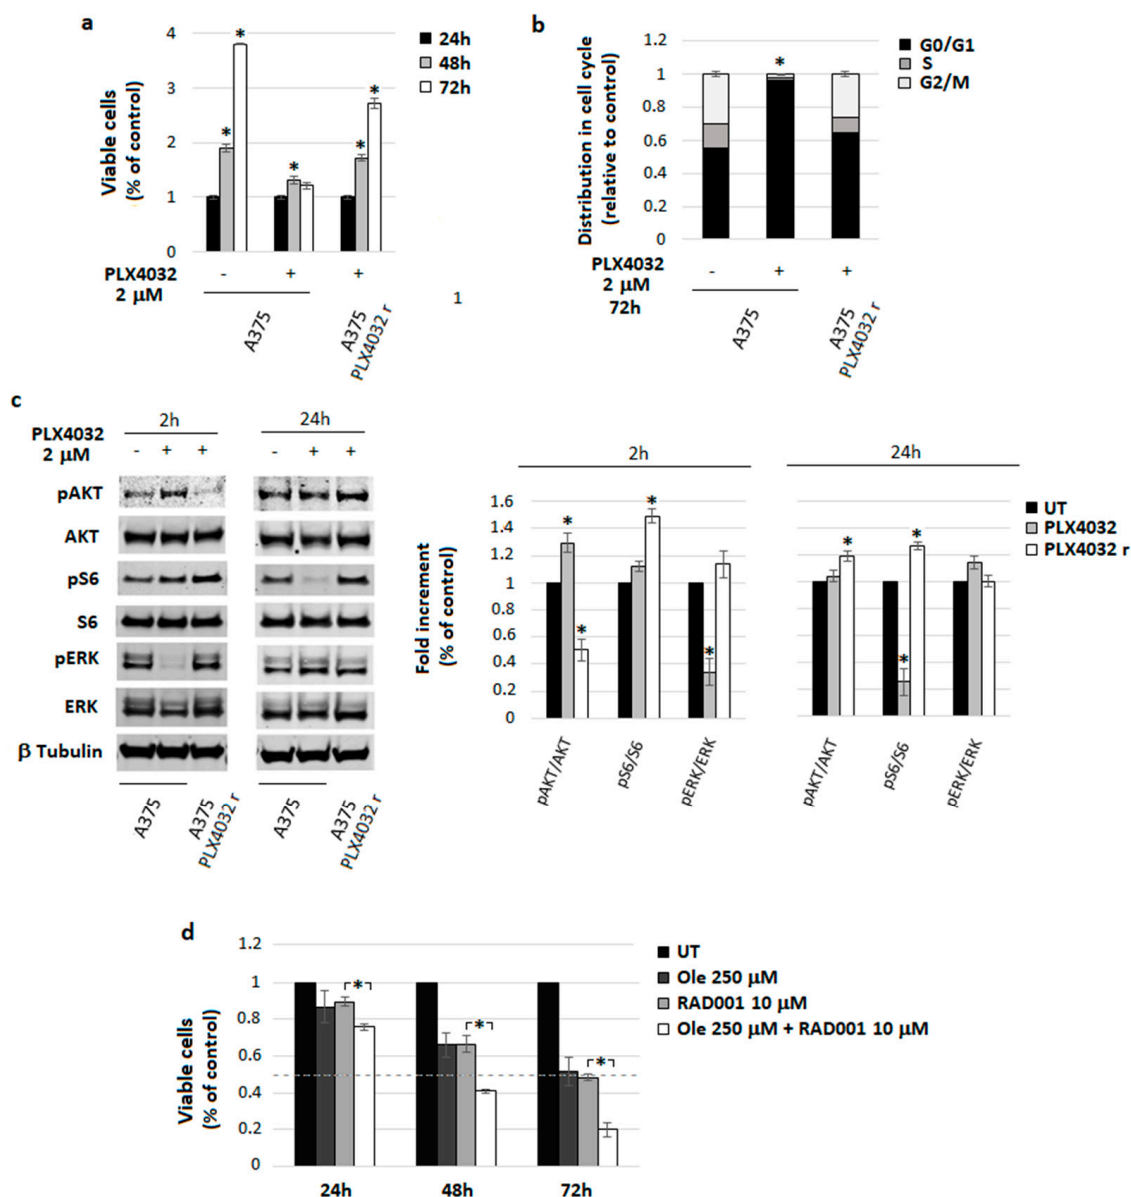 a
Viable cells
(% of control)
4
3
2
1
0
*
*
*
*
*
24h
48h
72h
PLX4032
2 μM
- + +
A375
A375
PLX4032 r
1
b
Distribution in cell cycle
(relative to control)
1.2
1
0.8
0.6
0.4
0.2
0
*
G0/G1
S
G2/M
PLX4032
2 μM
72h
- + +
A375
A375
PLX4032 r
c
2h
24h
PLX4032
2 μM
- + +
- + +
pAKT
AKT
pS6
S6
pERK
ERK
β Tubulin
A375
A375
PLX4032 r
A375
A375
PLX4032 r
2h
24h
Fold increment
(% of control)
1.6
1.4
1.2
1
0.8
0.6
0.4
0.2
0
*
*
*
*
*
*
*
UT
PLX4032
PLX4032 r
pAKT/AKT
pS6/S6
pERK/ERK
pAKT/AKT
pS6/S6
pERK/ERK
d
Viable cells
(% of control)
1.2
1
0.8
0.6
0.4
0.2
0
*
*
*
UT
Ole 250 μM
RAD001 10 μM
Ole 250 μM + RAD001 10 μM
24h
48h
72h